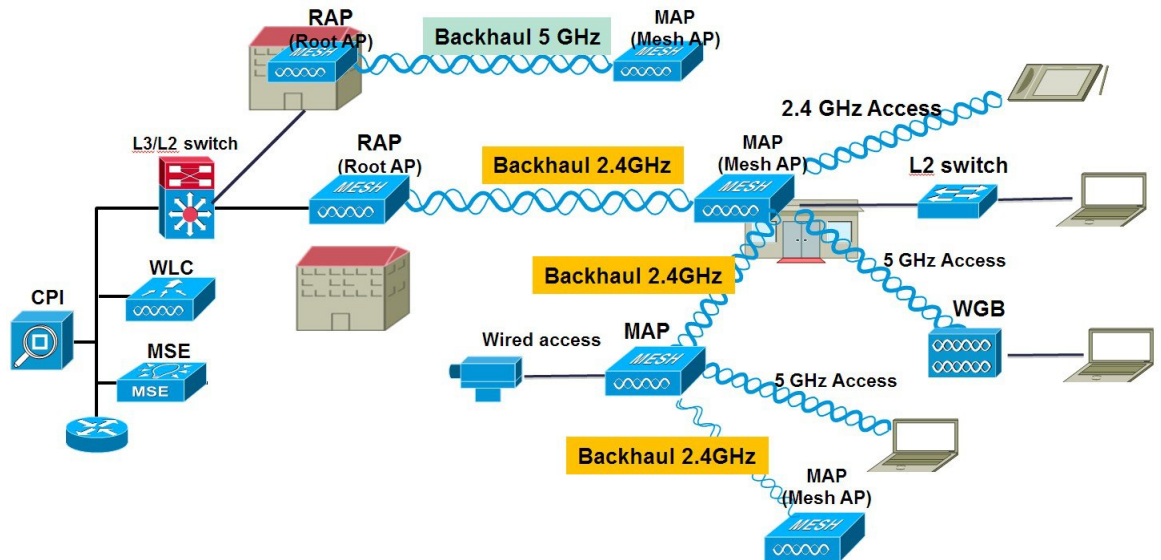 RAP
(Root AP)
MESH
Backhaul 5 GHz
MAP
(Mesh AP)
MESH
2.4 GHz Access
L3/L2 switch
RAP
(Root AP)
MESH
Backhaul 2.4GHz
MAP
(Mesh AP)
MESH
L2 switch
WLC
CPI
Backhaul 2.4GHz
5 GHz Access
MSE
MSE
Wired access
MAP
MESH
WGB
5 GHz Access
Backhaul 2.4GHz
MAP
(Mesh AP)
MESH